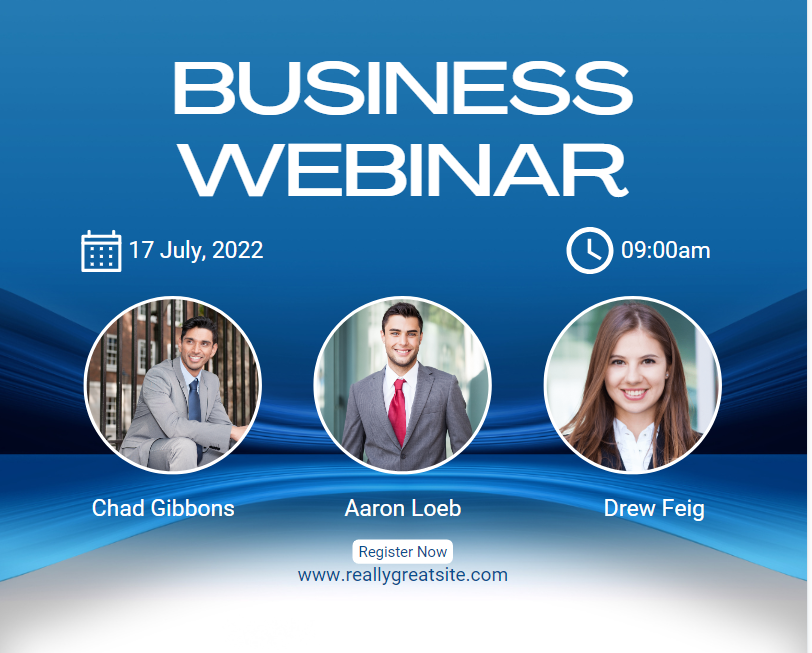 BUSINESS
WEBINAR
17 July, 2022
09:00am
Chad Gibbons
Aaron Loeb
Drew Feig
Register Now
www.reallygreatsite.com